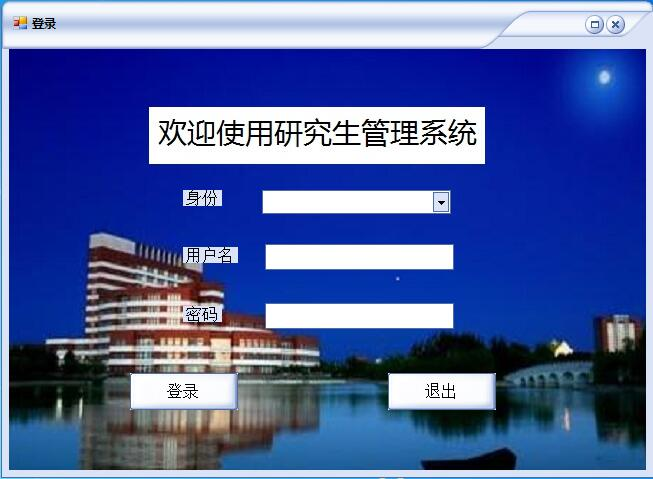 登录
欢迎使用研究生管理系统
身份
用户名
密码
登录
退出